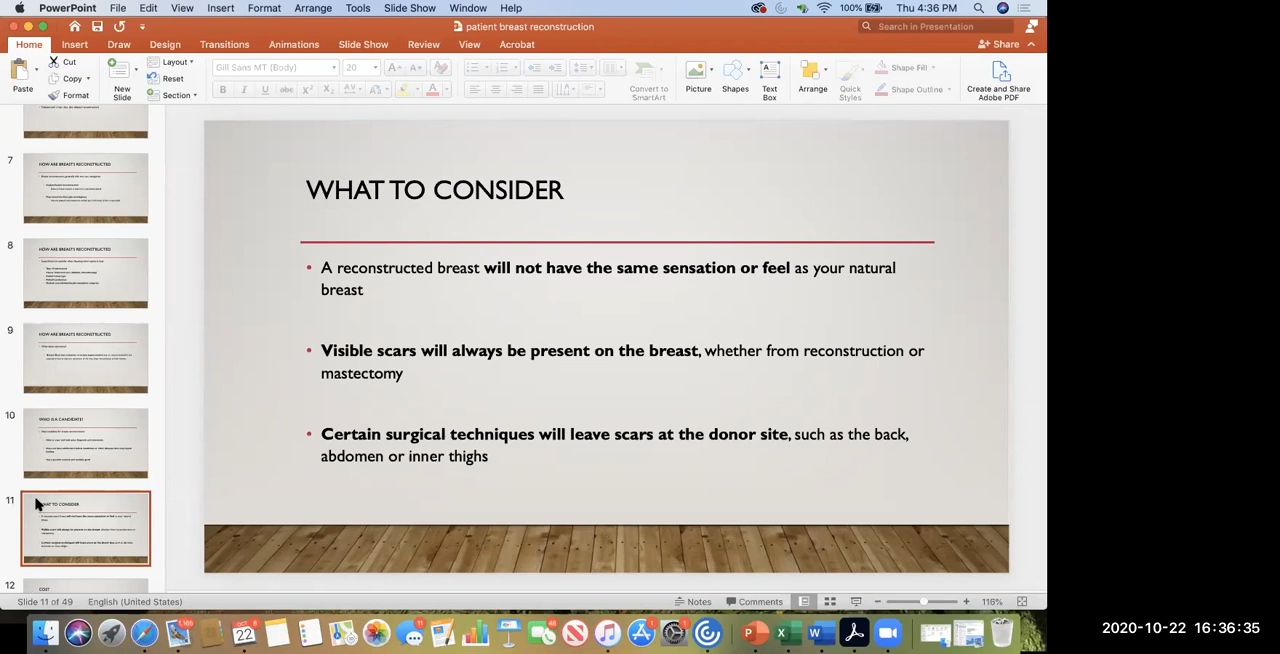 PowerPoint File Edit View Insert Format Arrange Tools Slide Show Window Help 100% Thu 4:36 PM
patient breast reconstruction Search in Presentation
Home Insert Draw Design Transitions Animations Slide Show Review View Acrobat Share
Paste Cut Copy Format New Slide Layout Reset Section Gill Sans MT (Body) 20 Convert to SmartArt Picture Shapes Text Box Arrange Quick Styles Shape Fill Shape Outline Create and Share Adobe PDF
7
HOW ARE BREASTS RECONSTRUCTED
8
HOW ARE BREASTS RECONSTRUCTED
9
HOW ARE BREASTS RECONSTRUCTED
10
WHO IS A CANDIDATE?
11
WHAT TO CONSIDER
12
COST
WHAT TO CONSIDER
• A reconstructed breast will not have the same sensation or feel as your natural
breast
• Visible scars will always be present on the breast, whether from reconstruction or
mastectomy
• Certain surgical techniques will leave scars at the donor site, such as the back,
abdomen or inner thighs
Slide 11 of 49 English (United States) Notes Comments 116%
OCT 22
2020-10-22 16:36:35